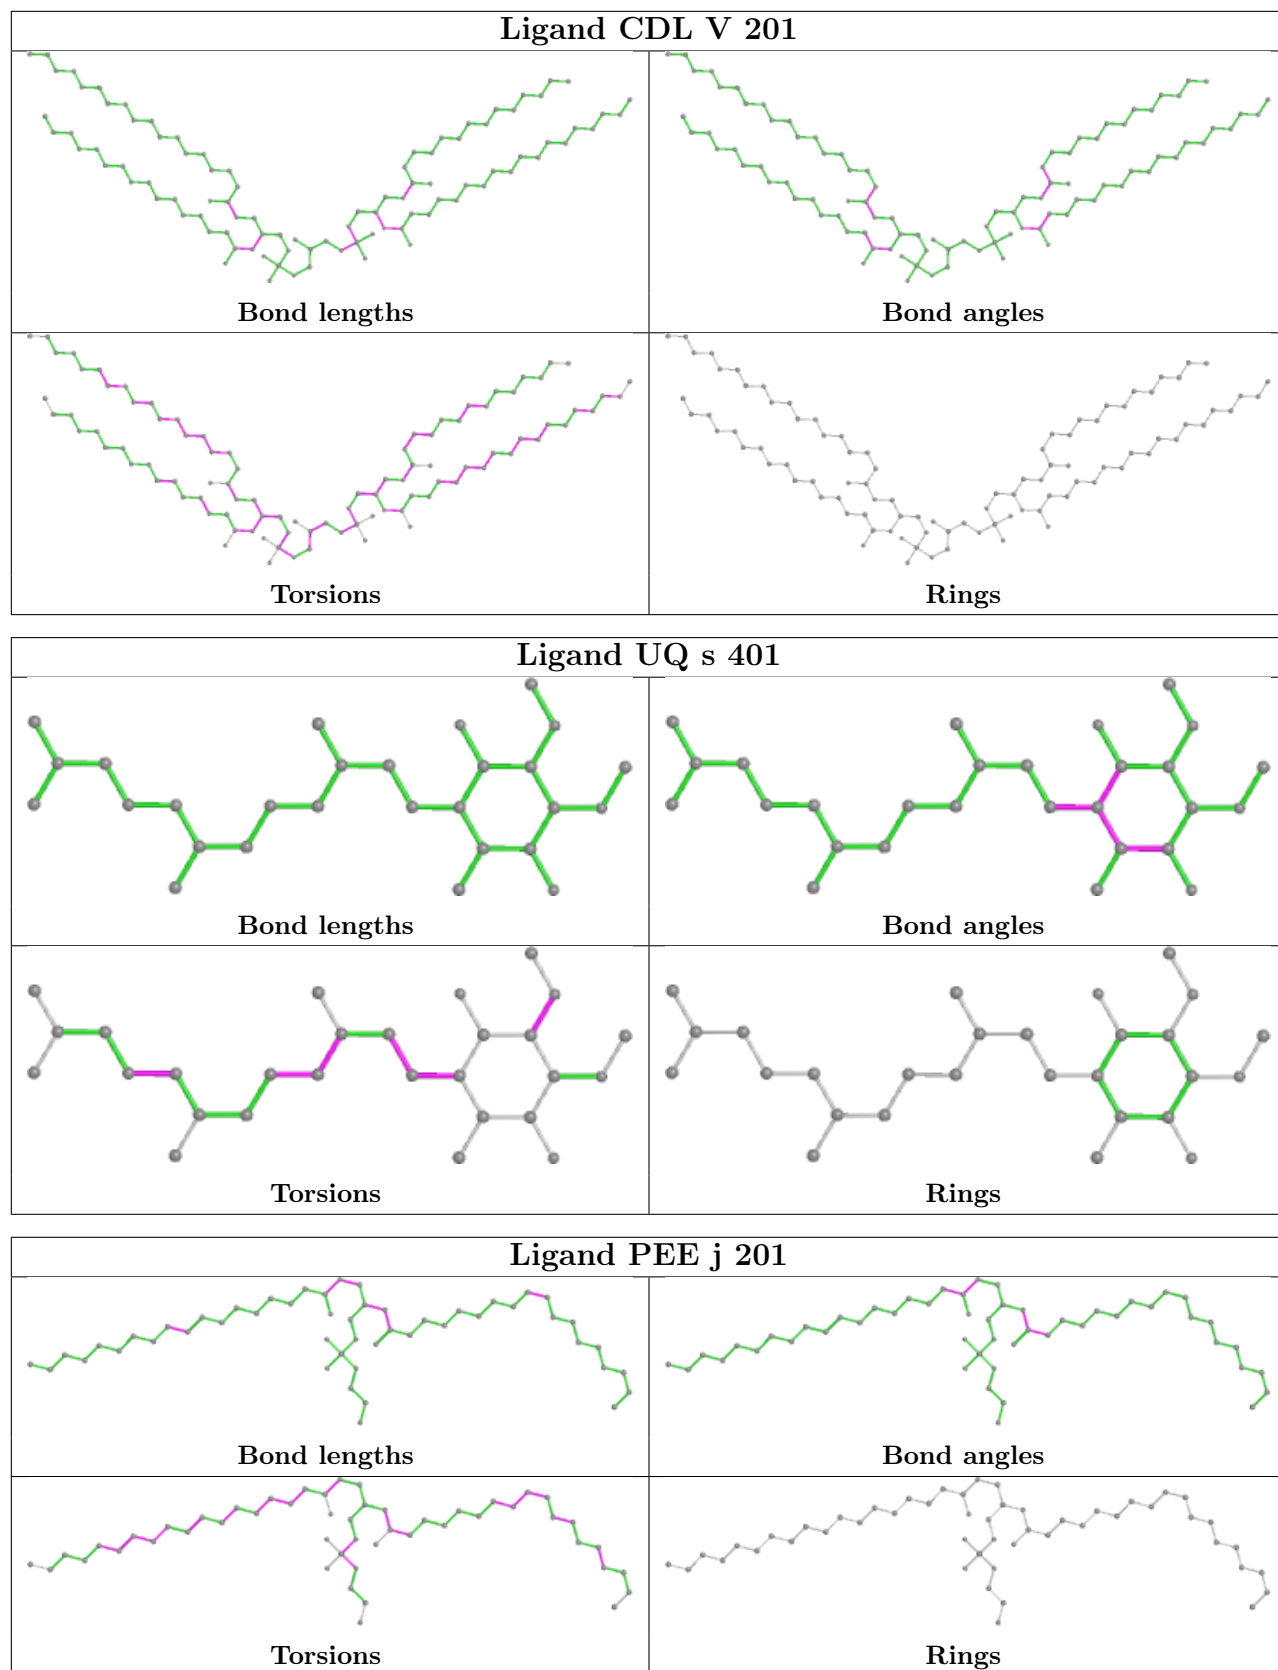 Ligand CDL V 201
Bond lengths
Bond angles
Torsions
Rings
Ligand UQ s 401
Bond lengths
Bond angles
Torsions
Rings
Ligand PEE j 201
Bond lengths
Bond angles
Torsions
Rings